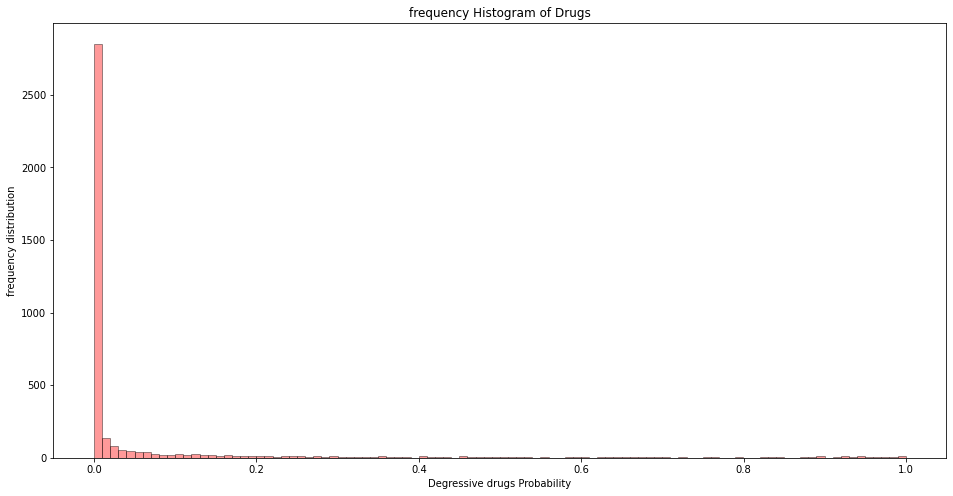 frequency Histogram of Drugs
2500
2000
1500
1000
500
0
frequency distribution
0.0 0.2 0.4 0.6 0.8 1.0
Degressive drugs Probability